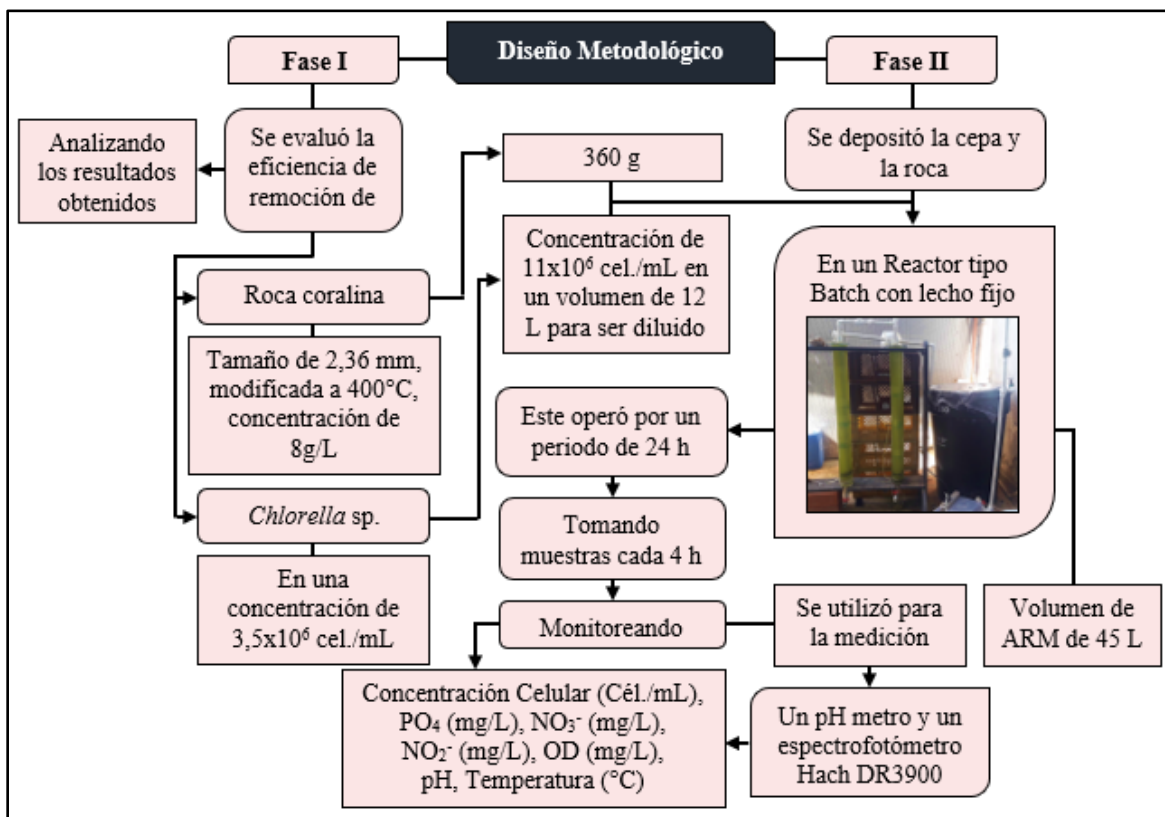 Diseño Metodológico
Fase I
Se evaluó la
eficiencia de
remoción de
Analizando
los resultados
obtenidos
Roca coralina
Tamaño de 2,36 mm,
modificada a 400°C,
concentración de
8g/L
Chlorella sp.
En una
concentración de
3,5x10⁶ cel./mL
360 g
Concentración de
11x10⁶ cel./mL en
un volumen de 12
L para ser diluido
Fase II
Se depositó la cepa y
la roca
En un Reactor tipo
Batch con lecho fijo
Volumen de
ARM de 45 L
Este operó por un
periodo de 24 h
Tomando
muestras cada 4 h
Monitoreando
Se utilizó para
la medición
Un pH metro y un
espectrofotómetro
Hach DR3900
Concentración Celular (Cél./mL),
PO₄ (mg/L), NO₃⁻ (mg/L),
NO₂⁻ (mg/L), OD (mg/L),
pH, Temperatura (°C)